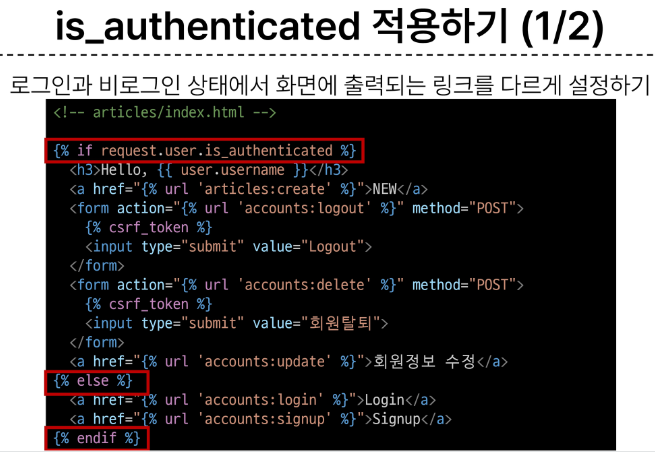 is_authenticated 적용하기 (1/2)
로그인과 비로그인 상태에서 화면에 출력되는 링크를 다르게 설정하기
<!-- articles/index.html -->
{% if request.user.is_authenticated %}
<h3>Hello, {{ user.username }}</h3>
<a href="{% url 'articles:create' %}">NEW</a>
<form action="{% url 'accounts:logout' %}" method="POST">
{% csrf_token %}
<input type="submit" value="Logout">
</form>
<form action="{% url 'accounts:delete' %}" method="POST">
{% csrf_token %}
<input type="submit" value="회원탈퇴">
</form>
<a href="{% url 'accounts:update' %}">회원정보 수정</a>
{% else %}
<a href="{% url 'accounts:login' %}">Login</a>
<a href="{% url 'accounts:signup' %}">Signup</a>
{% endif %}